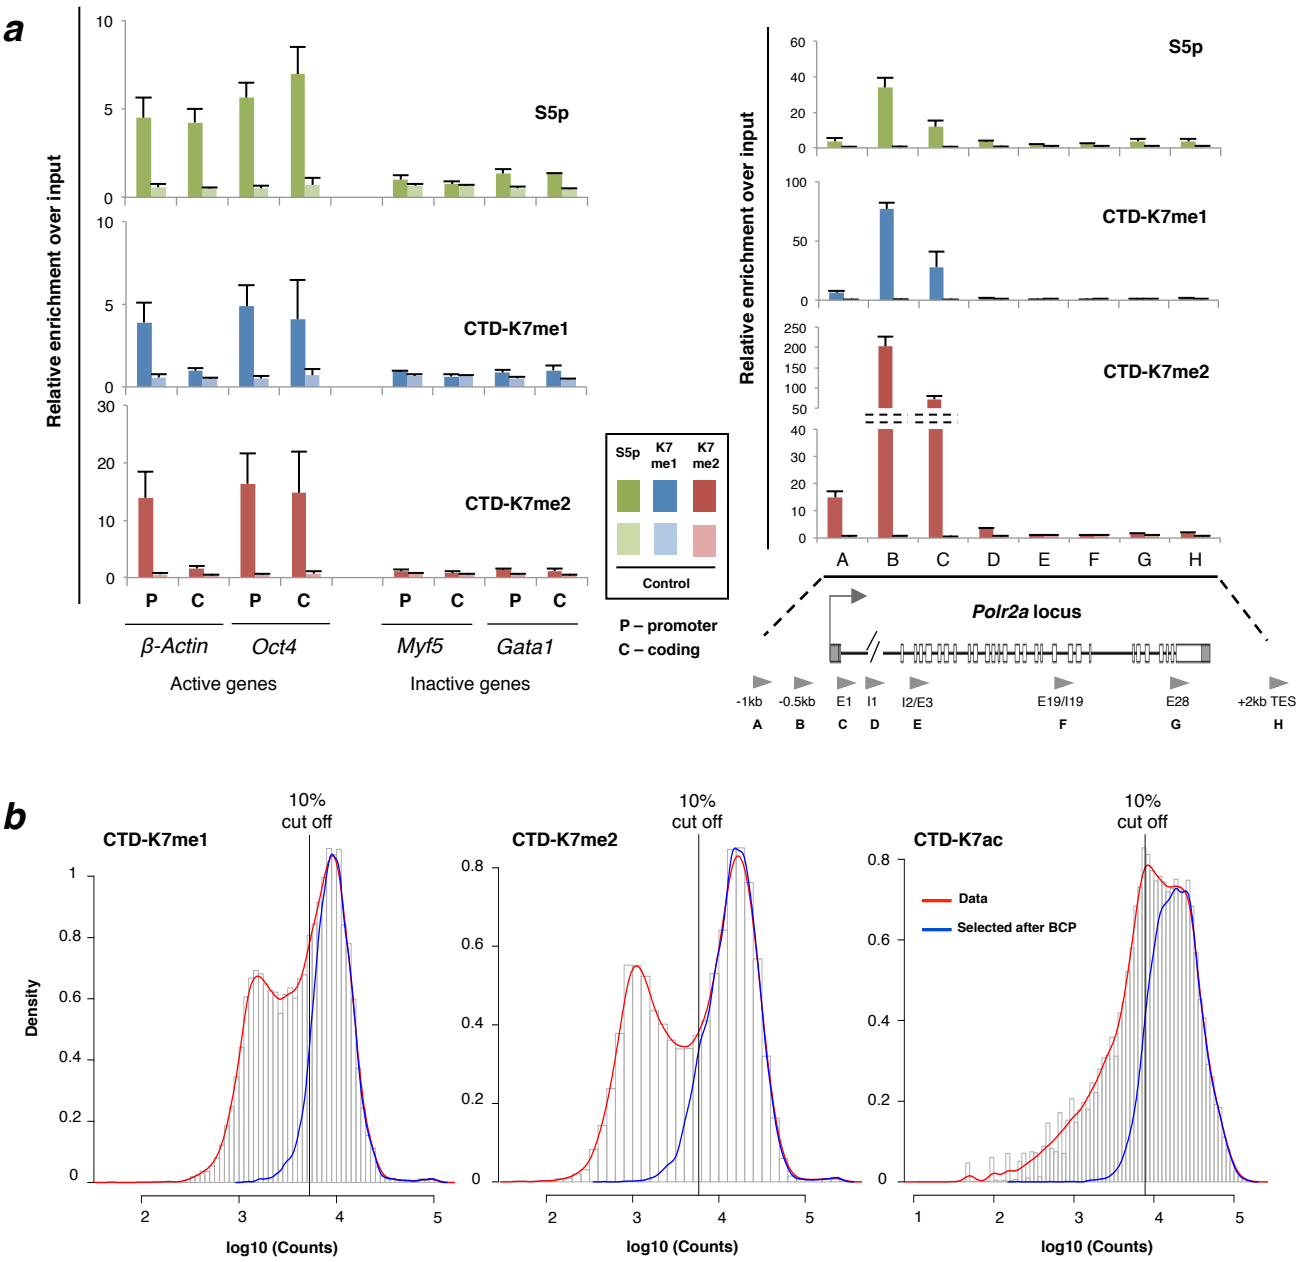 a
Relative enrichment over input
10
5
0
S5p
10
5
0
CTD-K7me1
30
20
10
0
CTD-K7me2
P C P C P C P C
β-Actin Oct4 Myf5 Gata1
Active genes Inactive genes
S5p K7 me1 K7 me2
Control
P – promoter
C – coding
Relative enrichment over input
60
40
20
0
S5p
100
50
0
CTD-K7me1
250
200
150
100
50
40
30
20
10
0
CTD-K7me2
A B C D E F G H
Polr2a locus
-1kb -0.5kb E1 I1 I2/E3 E19/I19 E28 +2kb TES
A B C D E F G H
b
CTD-K7me1
10%
cut off
Density
1
0.8
0.6
0.4
0.2
0
2 3 4 5
log10 (Counts)
CTD-K7me2
10%
cut off
0.8
0.6
0.4
0.2
0
2 3 4 5
log10 (Counts)
CTD-K7ac
10%
cut off
Data
Selected after BCP
0.8
0.6
0.4
0.2
0
1 2 3 4 5
log10 (Counts)